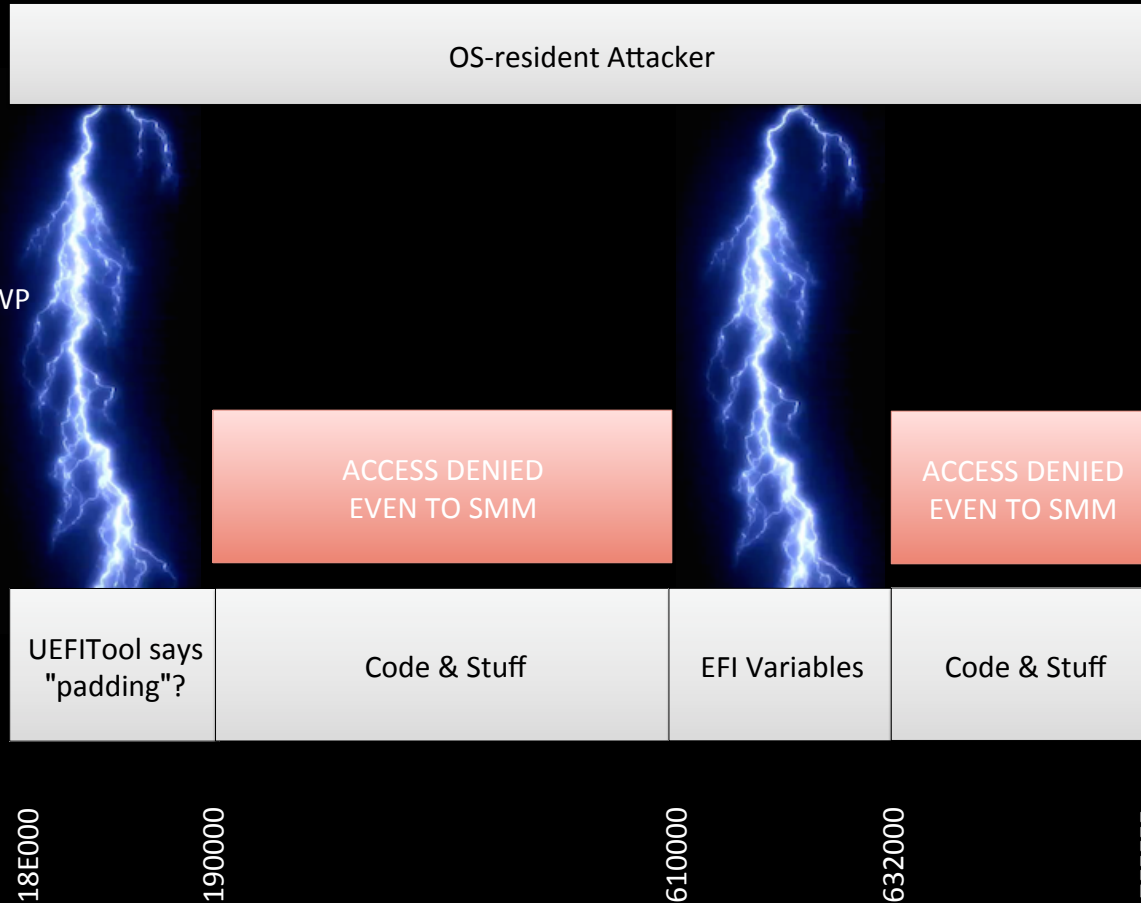 OS-resident Attacker
VP
ACCESS DENIED
EVEN TO SMM
ACCESS DENIED
EVEN TO SMM
UEFITool says
"padding"?
Code & Stuff
EFI Variables
Code & Stuff
18E000
190000
610000
632000